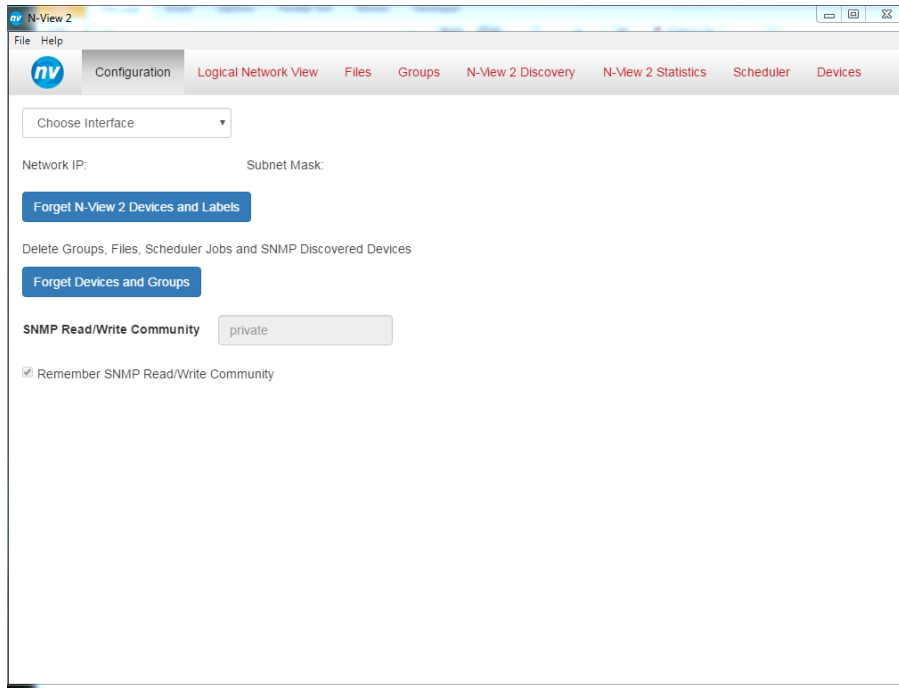 nv N-View 2
File Help
nv Configuration Logical Network View Files Groups N-View 2 Discovery N-View 2 Statistics Scheduler Devices
Choose Interface
Network IP: Subnet Mask:
Forget N-View 2 Devices and Labels
Delete Groups, Files, Scheduler Jobs and SNMP Discovered Devices
Forget Devices and Groups
SNMP Read/Write Community private
Remember SNMP Read/Write Community